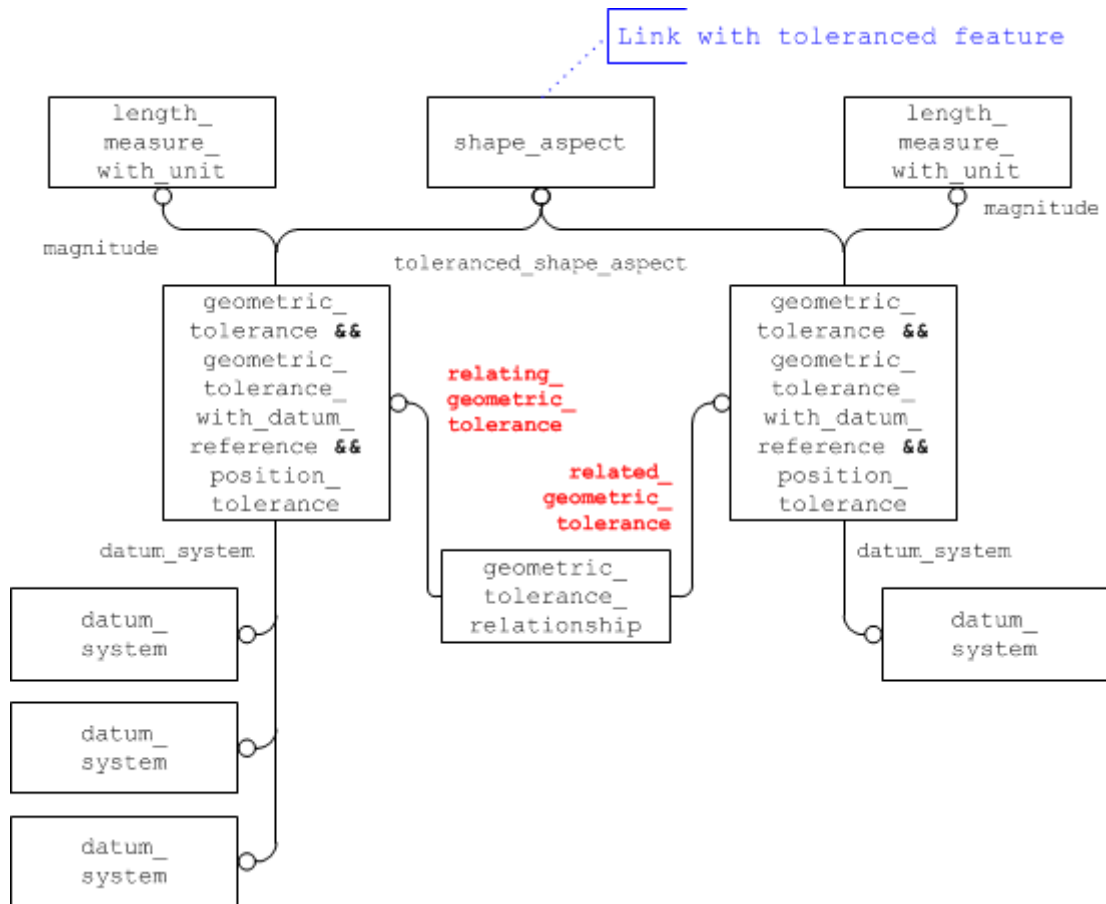 Link with toleranced feature
length_
measure_
with_unit
shape_aspect
length_
measure_
with_unit
magnitude
magnitude
toleranced_shape_aspect
geometric_
tolerance &&
geometric_
tolerance_
with_datum_
reference &&
position_
tolerance
relating_
geometric_
tolerance
related_
geometric_
tolerance
geometric_
tolerance &&
geometric_
tolerance_
with_datum_
reference &&
position_
tolerance
datum_system
geometric_
tolerance_
relationship
datum_system
datum_
system
datum_
system
datum_
system
datum_
system